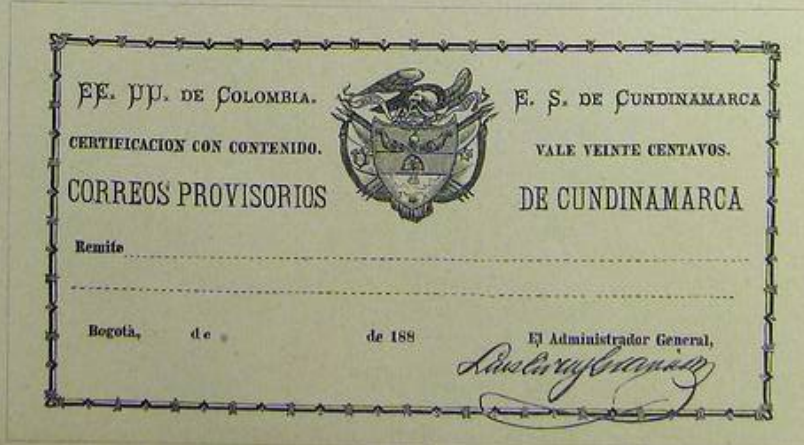 EE. UU. DE COLOMBIA.
E. S. DE CUNDINAMARCA
CERTIFICACION CON CONTENIDO.
VALE VEINTE CENTAVOS.
CORREOS PROVISORIOS
DE CUNDINAMARCA
Remite
Bogotà, de de 188
El Administrador General,